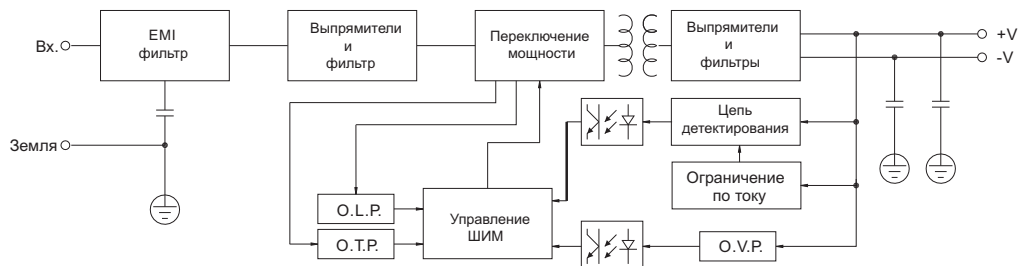 Вх.
EMI
фильтр
Выпрямители
и
фильтр
Переключение
мощности
Выпрямители
и
фильтры
+V
-V
Земля
Цепь
детектирования
Ограничение
по току
O.L.P.
O.T.P.
Управление
ШИМ
O.V.P.